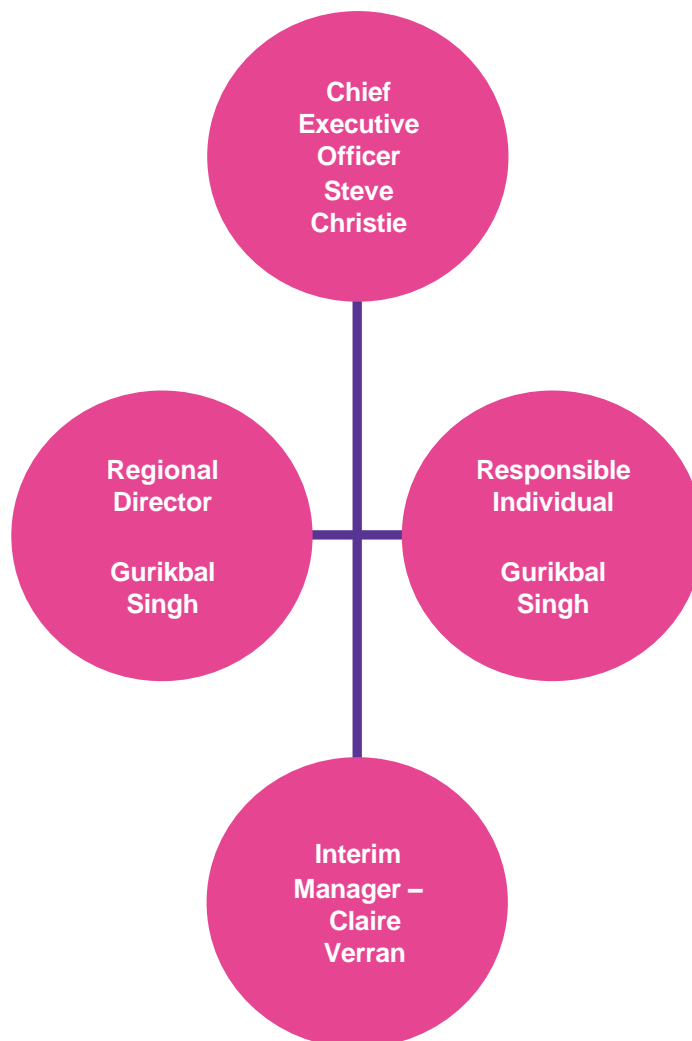 Chief
Executive
Officer
Steve
Christie
Regional
Director
Gurikbal
Singh
Responsible
Individual
Gurikbal
Singh
Interim
Manager –
Claire
Verran